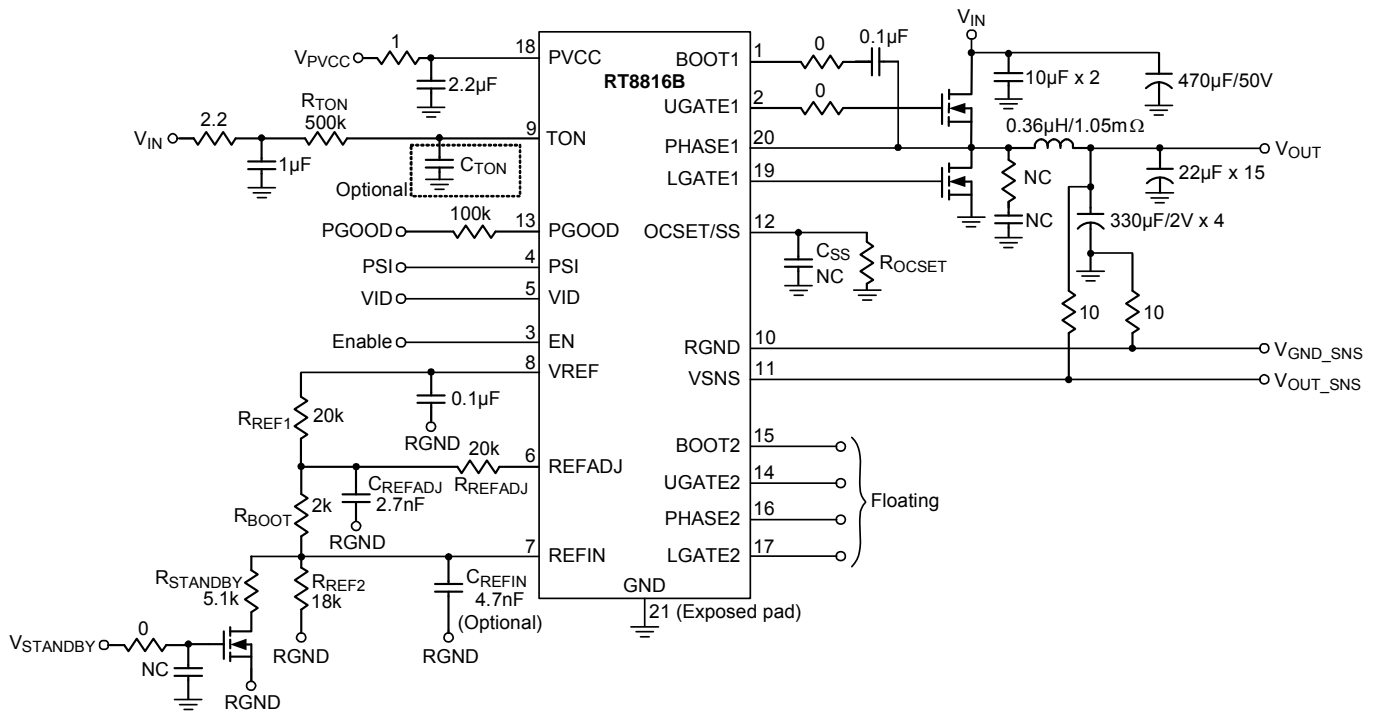 VIN
VPVCC
1
18
PVCC
2.2µF
RT8816B
BOOT1
1
0
0.1µF
10µF x 2
470µF/50V
UGATE1
2
0
VIN
2.2
1µF
RTON
500k
9
TON
CTON
Optional
PHASE1
20
0.36µH/1.05mΩ
VOUT
LGATE1
19
NC
NC
22µF x 15
330µF/2V x 4
PGOOD
100k
13
PGOOD
OCSET/SS
12
CSS
NC
ROCSET
PSI
4
PSI
VID
5
VID
10
10
Enable
3
EN
RGND
10
VGND_SNS
8
VREF
VSNS
11
VOUT_SNS
0.1µF
RGND
RREF1
20k
BOOT2
15
20k
RREFADJ
6
REFADJ
CREFADJ
2.7nF
RGND
UGATE2
14
Floating
RBOOT
2k
PHASE2
16
7
REFIN
LGATE2
17
RSTANDBY
5.1k
RREF2
18k
RGND
CREFIN
4.7nF
(Optional)
RGND
GND
21 (Exposed pad)
VSTANDBY
0
NC
RGND